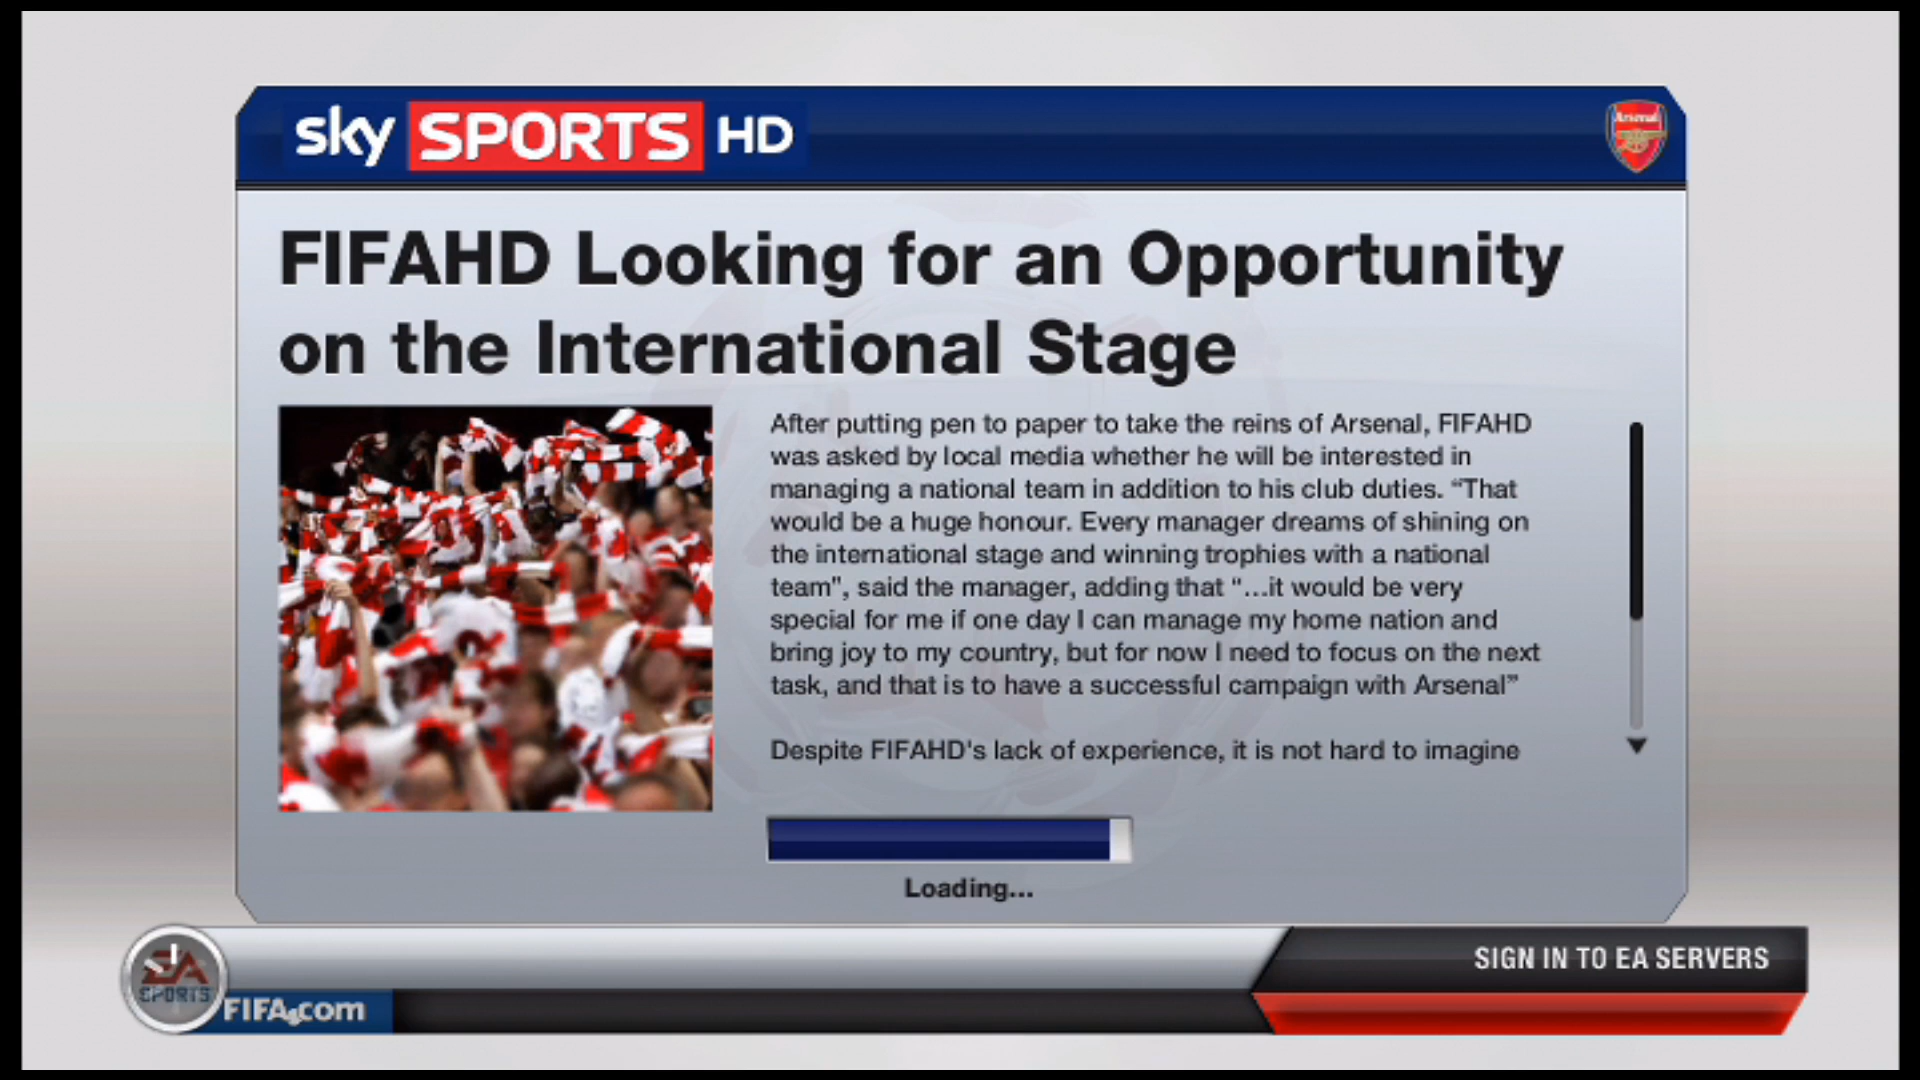 sky SPORTS HD
Arsenal
FIFAHD Looking for an Opportunity
on the International Stage
After putting pen to paper to take the reins of Arsenal, FIFAHD
was asked by local media whether he will be interested in
managing a national team in addition to his club duties. “That
would be a huge honour. Every manager dreams of shining on
the international stage and winning trophies with a national
team”, said the manager, adding that “...it would be very
special for me if one day I can manage my home nation and
bring joy to my country, but for now I need to focus on the next
task, and that is to have a successful campaign with Arsenal”
Despite FIFAHD's lack of experience, it is not hard to imagine
Loading...
SIGN IN TO EA SERVERS
EA
SPORTS
FIFA.com